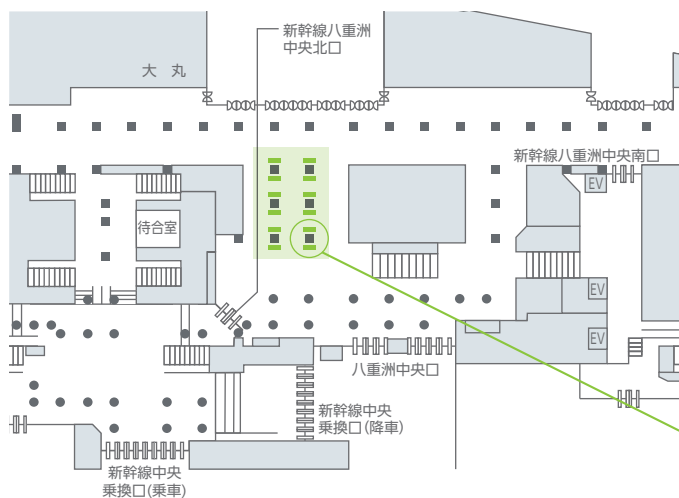 新幹線八重洲
中央北口
大 丸
新幹線八重洲中央南口
EV
待合室
EV
EV
八重洲中央口
新幹線中央
乗換口(降車)
新幹線中央
乗換口(乗車)